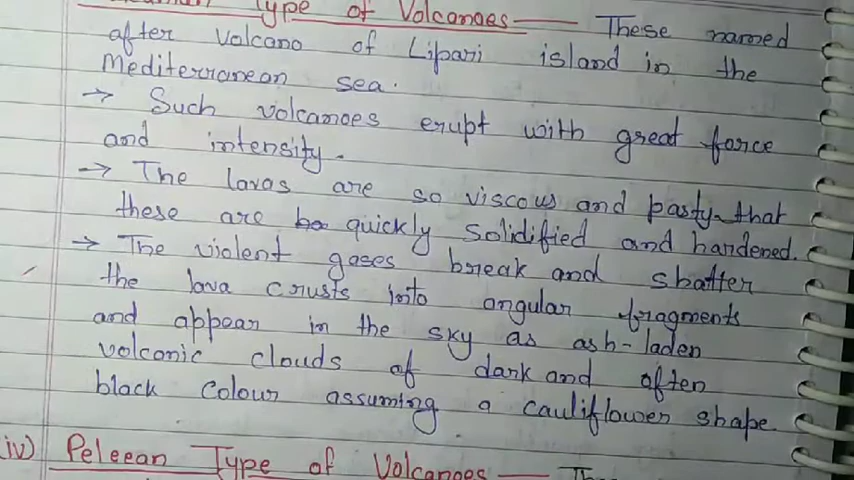 Type of Volcanoes — These named
after Volcano of Lipari island in the
Mediterranean sea.
→ Such volcanoes erupt with great force
and intensity.
→ The lavas are so viscous and pasty that
these are quickly solidified and hardened.
→ The violent gases break and shatter
the lava crusts into angular fragments
and appear in the sky as ash-laden
volcanic clouds of dark and often
black colour assuming a cauliflower shape.
(iv) Peleean Type of Volcanoes —